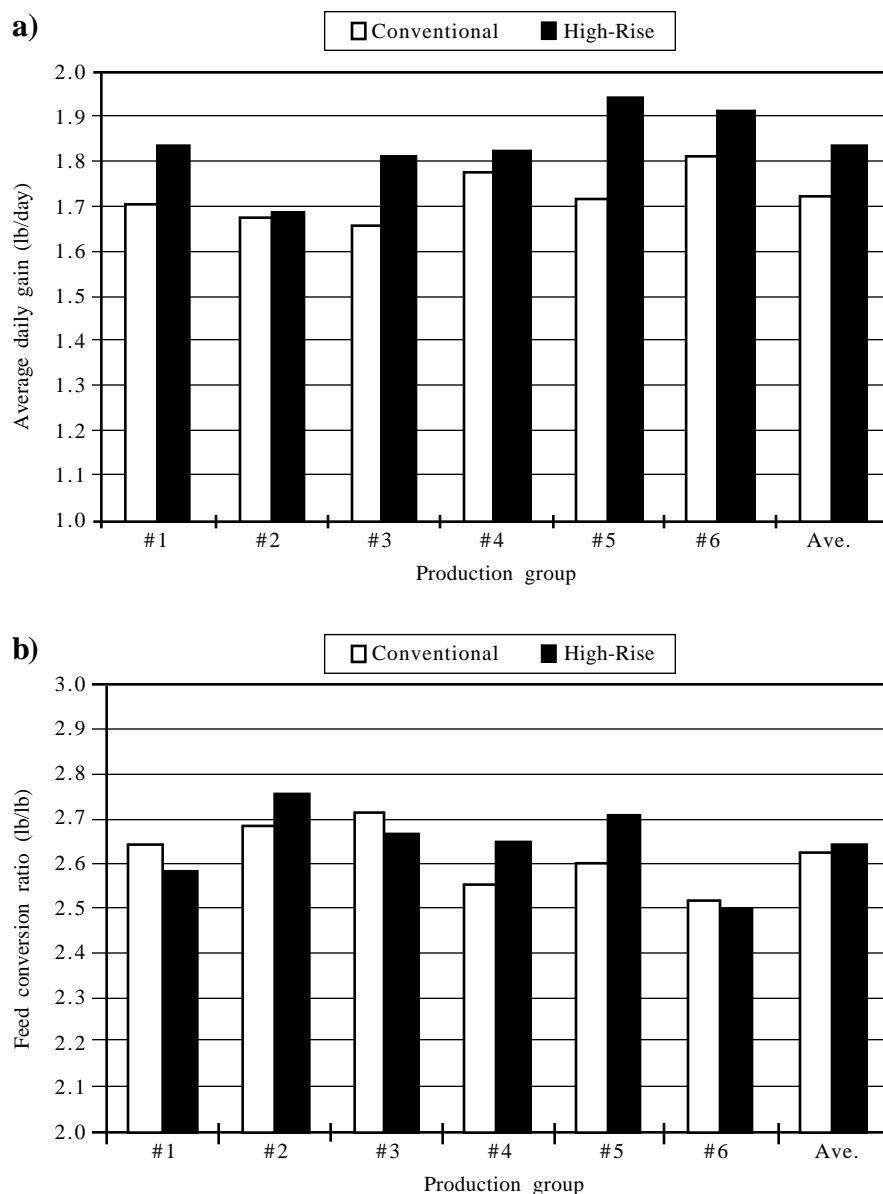 a)
Conventional High-Rise
2.0
1.9
1.8
1.7
1.6
1.5
1.4
1.3
1.2
1.1
1.0
Average daily gain (lb/day)
#1 #2 #3 #4 #5 #6 Ave.
Production group
b)
Conventional High-Rise
3.0
2.9
2.8
2.7
2.6
2.5
2.4
2.3
2.2
2.1
2.0
Feed conversion ratio (lb/lb)
#1 #2 #3 #4 #5 #6 Ave.
Production group